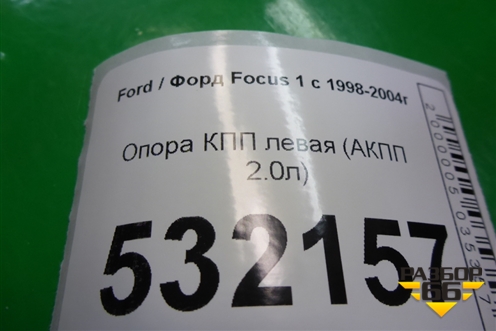 Ford / Форд Focus 1 с 1998-2004г
Опора КПП левая (АКПП
2.0л)
532157
РАЗБОР
66